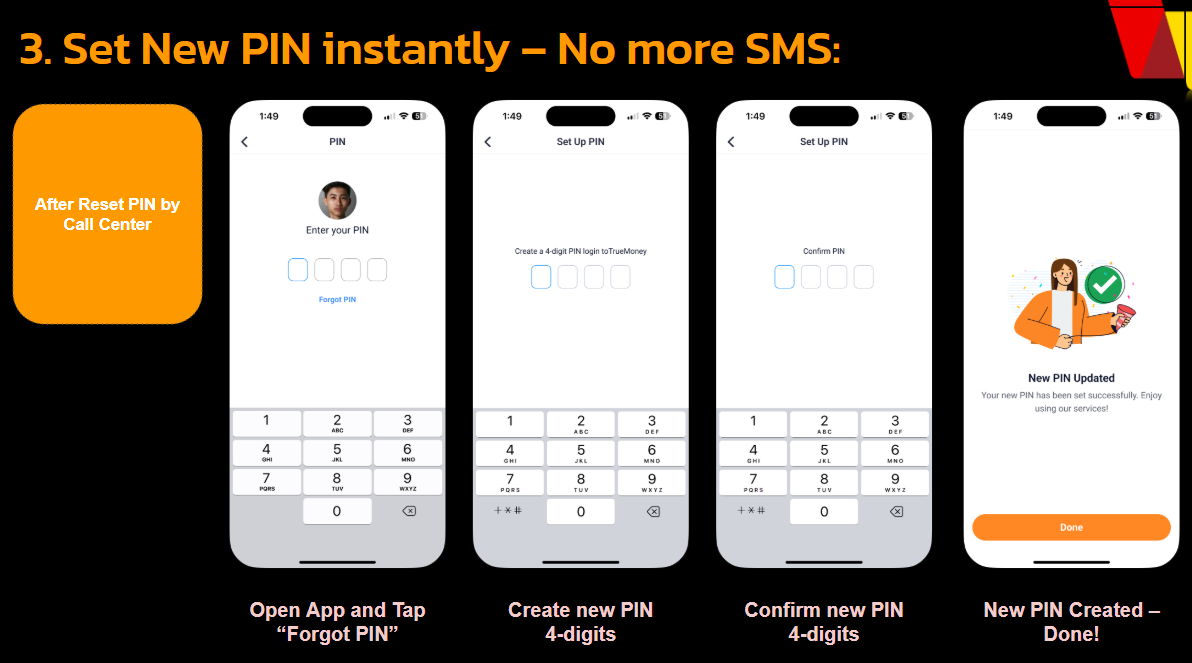 3. Set New PIN instantly – No more SMS:
After Reset PIN by
Call Center
1:49
51
PIN
Enter your PIN
Forgot PIN
1
2
ABC
3
DEF
4
GHI
5
JKL
6
MNO
7
PQRS
8
TUV
9
WXYZ
0
Open App and Tap
“Forgot PIN”
1:49
51
Set Up PIN
Create a 4-digit PIN login toTrueMoney
1
2
ABC
3
DEF
4
GHI
5
JKL
6
MNO
7
PQRS
8
TUV
9
WXYZ
+*#
0
Create new PIN
4-digits
1:49
51
Set Up PIN
Confirm PIN
1
2
ABC
3
DEF
4
GHI
5
JKL
6
MNO
7
PQRS
8
TUV
9
WXYZ
+*#
0
Confirm new PIN
4-digits
1:49
51
New PIN Updated
Your new PIN has been set successfully. Enjoy
using our services!
Done
New PIN Created –
Done!